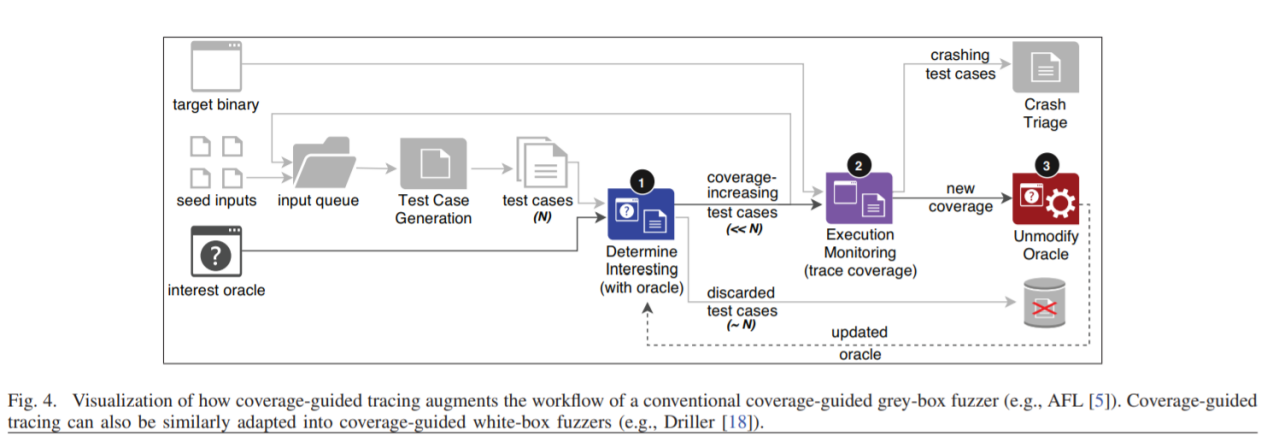 target binary
seed inputs
input queue
Test Case
Generation
test cases
(N)
?
interest oracle
1
?
Determine
Interesting
(with oracle)
coverage-
increasing
test cases
(<< N)
discarded
test cases
(~ N)
2
Execution
Monitoring
(trace coverage)
crashing
test cases
Crash
Triage
new
coverage
3
?
Unmodify
Oracle
updated
oracle
Fig. 4. Visualization of how coverage-guided tracing augments the workflow of a conventional coverage-guided grey-box fuzzer (e.g., AFL [5]). Coverage-guided
tracing can also be similarly adapted into coverage-guided white-box fuzzers (e.g., Driller [18]).